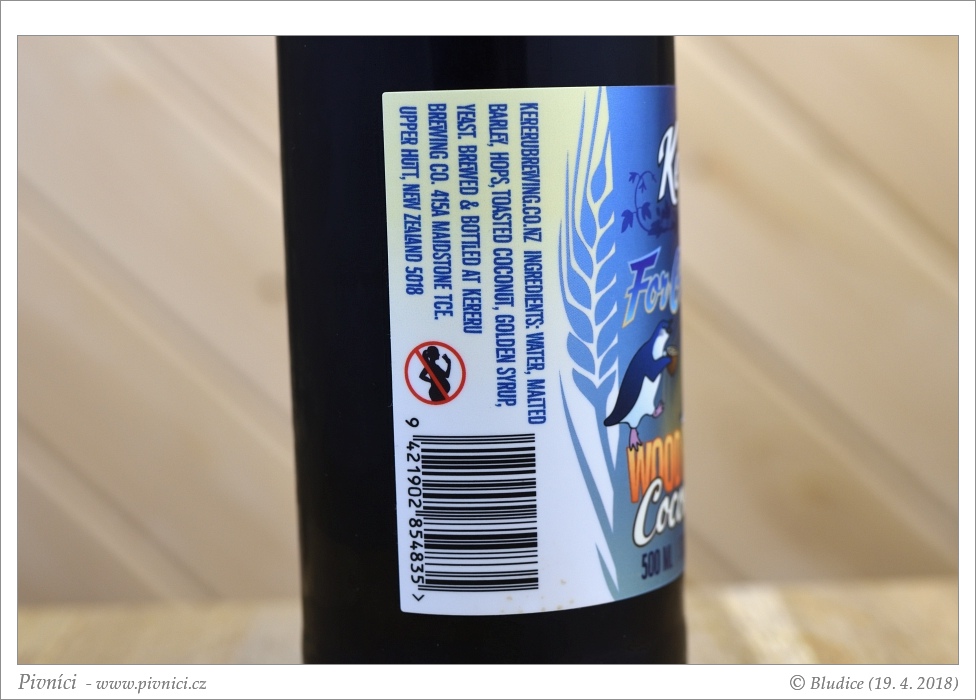 KERERUBREWING.CO.NZ INGREDIENTS: WATER, MALTED
BARLEY, HOPS, TOASTED COCONUT, GOLDEN SYRUP,
YEAST. BREWED & BOTTLED AT KERERU
BREWING CO. 415A MAIDSTONE TCE.
UPPER HUTT, NEW ZEALAND 5018
9 421902 854835 >
For
500 ML
Pivníci - www.pivnici.cz
© Bludice (19. 4. 2018)